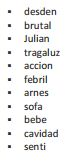 ▪ desden
▪ brutal
▪ Julian
▪ tragaluz
▪ accion
▪ febril
▪ arnes
▪ sofa
▪ bebe
▪ cavidad
▪ senti